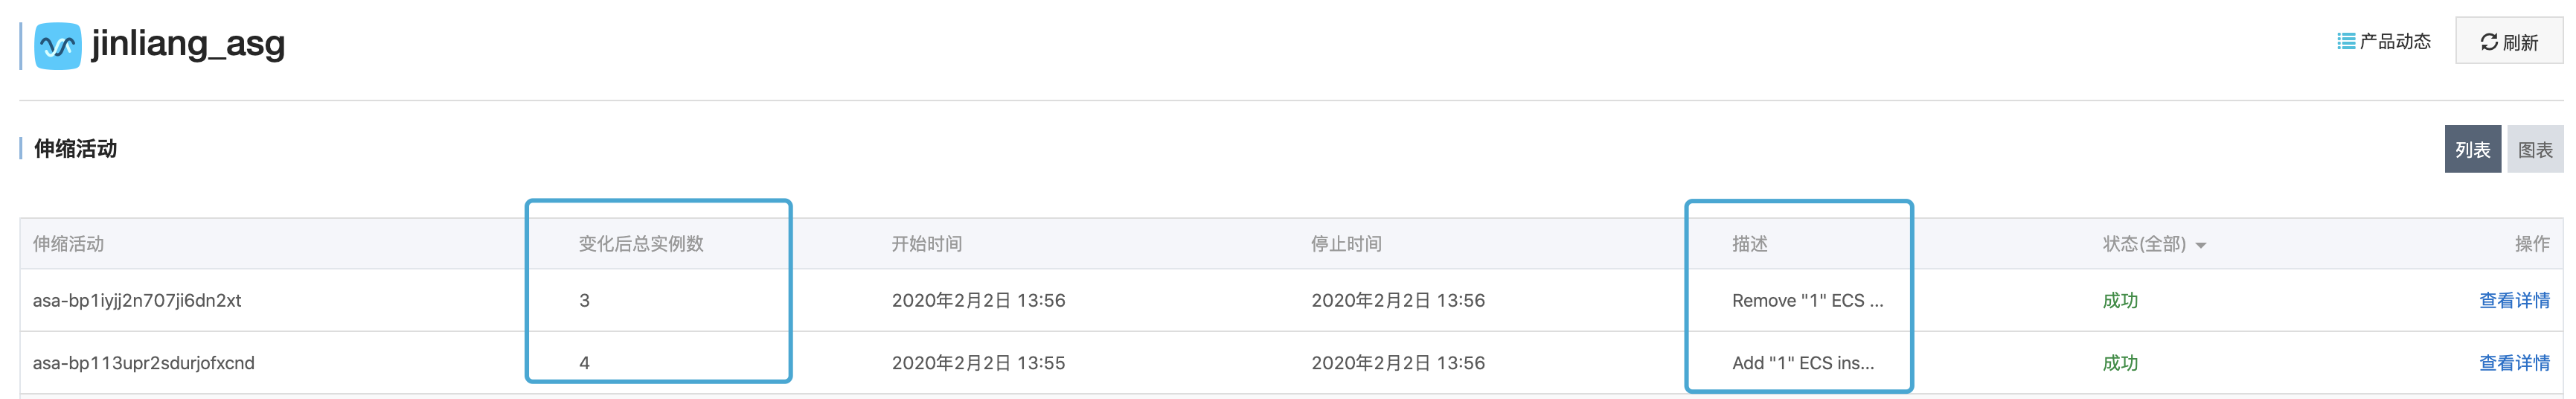 jinliang_asg
产品动态
刷新
伸缩活动
列表 图表
伸缩活动 变化后总实例数 开始时间 停止时间 描述 状态(全部) 操作
asa-bp1iyjj2n707ji6dn2xt 3 2020年2月2日 13:56 2020年2月2日 13:56 Remove "1" ECS ... 成功 查看详情
asa-bp113upr2sdurjofxcnd 4 2020年2月2日 13:55 2020年2月2日 13:56 Add "1" ECS ins... 成功 查看详情